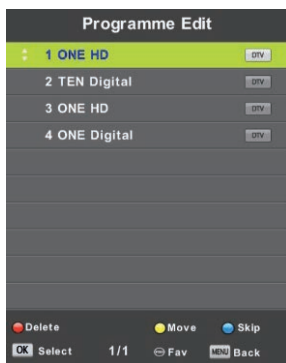 Programme Edit
1 ONE HD DTV
2 TEN Digital DTV
3 ONE HD DTV
4 ONE Digital DTV
Delete Move Skip
OK Select 1/1 Fav MENU Back